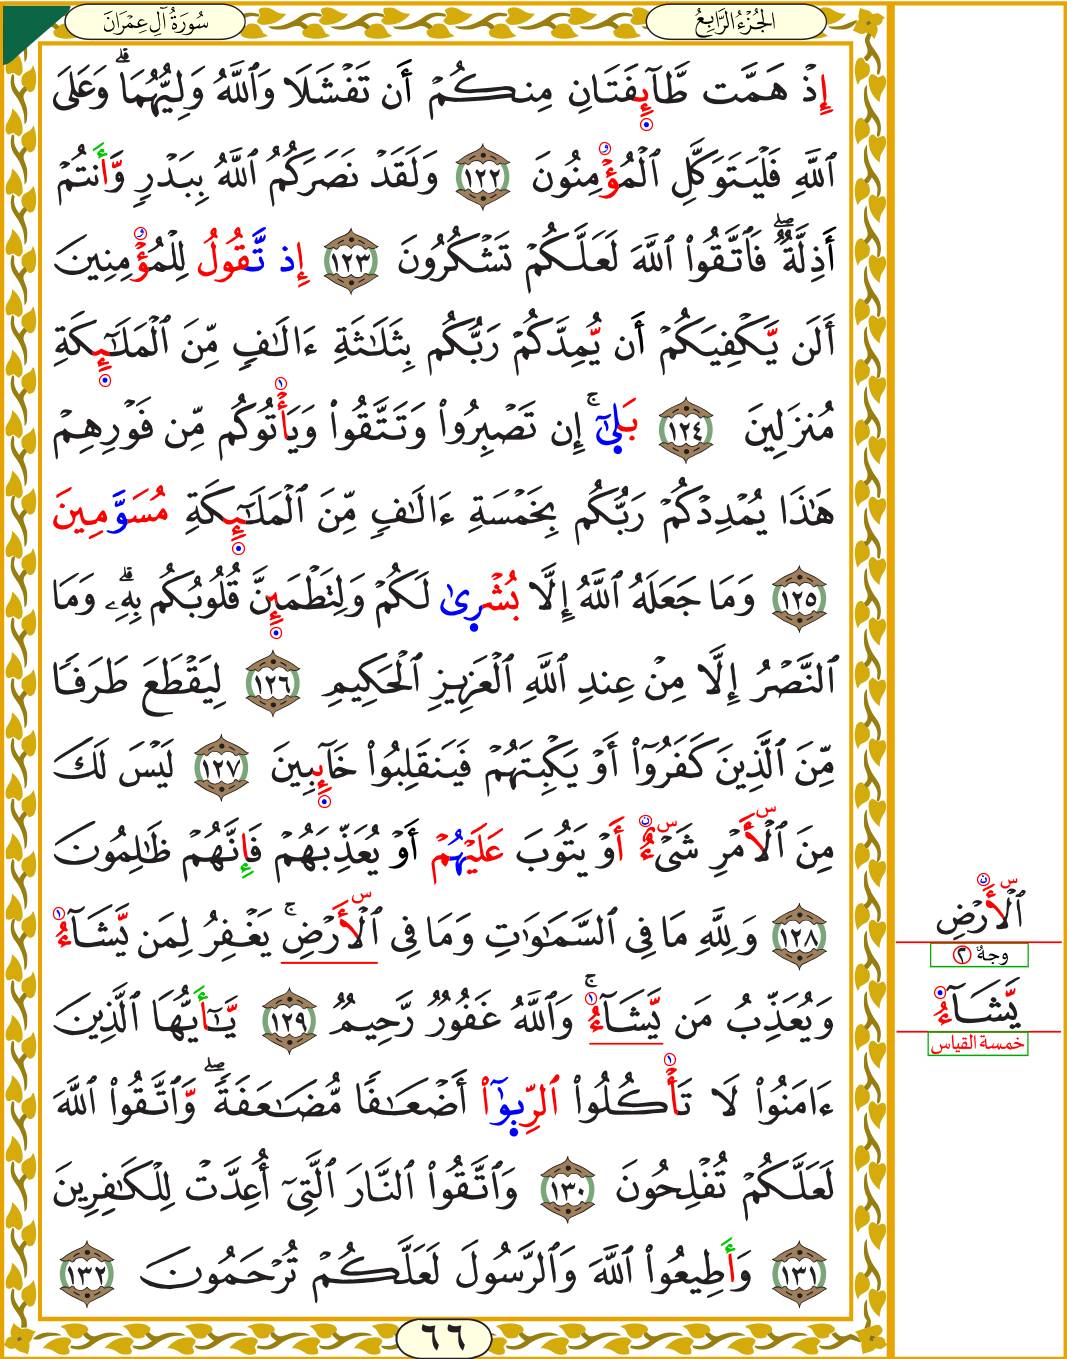 الجُزْءُ الرَّابِعُ
سُورَةُ آلِ عِمْرَانَ
إِذْ هَمَّت طَّآئِفَتَانِ مِنكُمْ أَن تَفْشَلَا وَٱللَّهُ وَلِيُّهُمَاۗ وَعَلَى
ٱللَّهِ فَلْيَتَوَكَّلِ ٱلْمُؤْمِنُونَ ١٢٢ وَلَقَدْ نَصَرَكُمُ ٱللَّهُ بِبَدْرٍ وَّأَنتُمْ
أَذِلَّةٌۖ فَٱتَّقُوا۟ ٱللَّهَ لَعَلَّكُمْ تَشْكُرُونَ ١٢٣ إِذ تَّقُولُ لِلْمُؤْمِنِينَ
أَلَن يَّكْفِيَكُمْ أَن يُّمِدَّكُمْ رَبُّكُم بِثَلَٰثَةِ ءَالَٰفٍ مِّنَ ٱلْمَلَٰٓئِكَةِ
مُنزَلِينَ ١٢٤ بَلَىٰٓۚ إِن تَصْبِرُوا۟ وَتَتَّقُوا۟ وَيَأْتُوكُم مِّن فَوْرِهِمْ
هَٰذَا يُمْدِدْكُمْ رَبُّكُم بِخَمْسَةِ ءَالَٰفٍ مِّنَ ٱلْمَلَٰٓئِكَةِ مُسَوَّمِينَ
١٢٥ وَمَا جَعَلَهُ ٱللَّهُ إِلَّا بُشْرَىٰ لَكُمْ وَلِتَطْمَئِنَّ قُلُوبُكُم بِهِۦۗ وَمَا
ٱلنَّصْرُ إِلَّا مِنْ عِندِ ٱللَّهِ ٱلْعَزِيزِ ٱلْحَكِيمِ ١٢٦ لِيَقْطَعَ طَرَفًا
مِّنَ ٱلَّذِينَ كَفَرُوٓا۟ أَوْ يَكْبِتَهُمْ فَيَنقَلِبُوا۟ خَآئِبِينَ ١٢٧ لَيْسَ لَكَ
مِنَ ٱلْأَمْرِ شَىْءٌ أَوْ يَتُوبَ عَلَيْهُمْ أَوْ يُعَذِّبَهُمْ فَإِنَّهُمْ ظَٰلِمُونَ
١٢٨ وَلِلَّهِ مَا فِى ٱلسَّمَٰوَٰتِ وَمَا فِى ٱلْأَرْضِۚ يَغْفِرُ لِمَن يَّشَآءُ
وَيُعَذِّبُ مَن يَّشَآءُۚ وَٱللَّهُ غَفُورٌ رَّحِيمٌ ١٢٩ يَٰٓأَيُّهَا ٱلَّذِينَ
ءَامَنُوا۟ لَا تَأْكُلُوا۟ ٱلرِّبَوٰٓا۟ أَضْعَٰفًا مُّضَٰعَفَةًۖ وَّٱتَّقُوا۟ ٱللَّهَ
لَعَلَّكُمْ تُفْلِحُونَ ١٣٠ وَٱتَّقُوا۟ ٱلنَّارَ ٱلَّتِىٓ أُعِدَّتْ لِلْكَٰفِرِينَ
١٣١ وَأَطِيعُوا۟ ٱللَّهَ وَٱلرَّسُولَ لَعَلَّكُمْ تُرْحَمُونَ ١٣٢
٦٦
ٱلْأَرْضِ
وجهٌ ٢
يَّشَآءُ
خمسة القياس